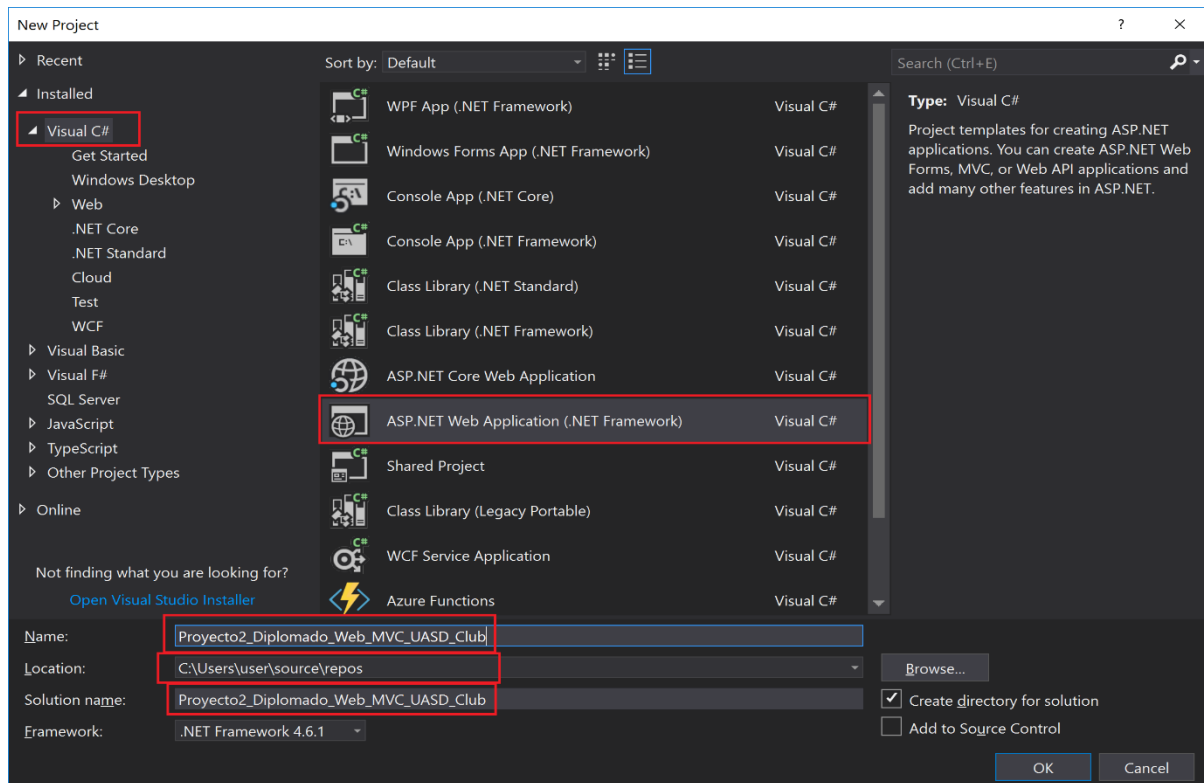 New Project
?
Recent
Installed
Visual C#
Get Started
Windows Desktop
Web
.NET Core
.NET Standard
Cloud
Test
WCF
Visual Basic
Visual F#
SQL Server
JavaScript
TypeScript
Other Project Types
Online
Not finding what you are looking for?
Open Visual Studio Installer
Sort by: Default
C# WPF App (.NET Framework) Visual C#
C# Windows Forms App (.NET Framework) Visual C#
C:\ Console App (.NET Core) Visual C#
C# C:\ Console App (.NET Framework) Visual C#
C# Class Library (.NET Standard) Visual C#
C# Class Library (.NET Framework) Visual C#
ASP.NET Core Web Application Visual C#
C# ASP.NET Web Application (.NET Framework) Visual C#
C# Shared Project Visual C#
C# Class Library (Legacy Portable) Visual C#
C# WCF Service Application Visual C#
Azure Functions Visual C#
Search (Ctrl+E)
Type: Visual C#
Project templates for creating ASP.NET
applications. You can create ASP.NET Web
Forms, MVC, or Web API applications and
add many other features in ASP.NET.
Name: Proyecto2_Diplomado_Web_MVC_UASD_Club
Location: C:\Users\user\source\repos
Browse...
Solution name: Proyecto2_Diplomado_Web_MVC_UASD_Club
Create directory for solution
Framework: .NET Framework 4.6.1
Add to Source Control
OK Cancel